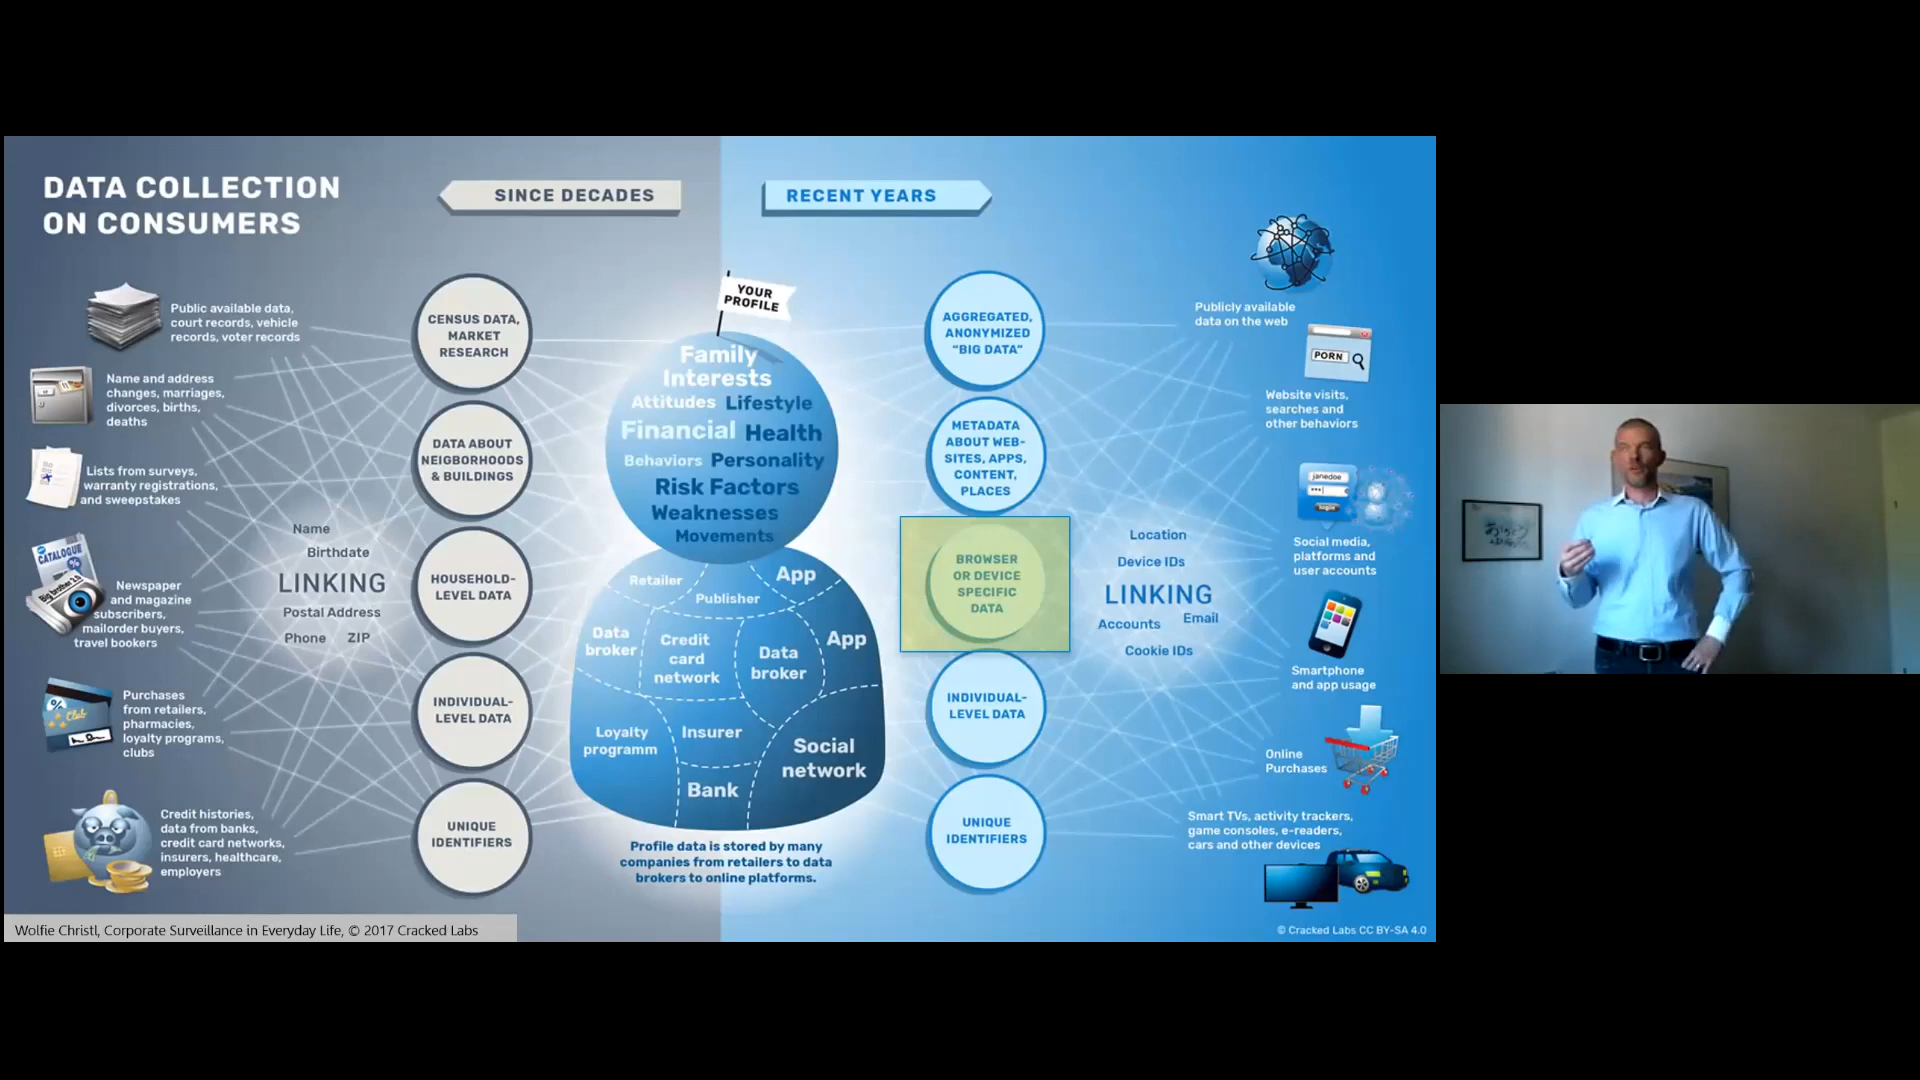 DATA COLLECTION
ON CONSUMERS
SINCE DECADES
RECENT YEARS
Public available data,
court records, vehicle
records, voter records
Name and address
changes, marriages,
divorces, births,
deaths
Lists from surveys,
warranty registrations,
and sweepstakes
CATALOGUE
%
Big brother 2.0
Newspaper
and magazine
subscribers,
mailorder buyers,
travel bookers
%
Club
Purchases
from retailers,
pharmacies,
loyalty programs,
clubs
Credit histories,
data from banks,
credit card networks,
insurers, healthcare,
employers
Name
Birthdate
LINKING
Postal Address
Phone ZIP
CENSUS DATA,
MARKET
RESEARCH
DATA ABOUT
NEIGBORHOODS
& BUILDINGS
HOUSEHOLD-
LEVEL DATA
INDIVIDUAL-
LEVEL DATA
UNIQUE
IDENTIFIERS
YOUR
PROFILE
Family
Interests
Attitudes Lifestyle
Financial Health
Behaviors Personality
Risk Factors
Weaknesses
Movements
Retailer
App
Publisher
Data
broker
Credit
card
network
Data
broker
App
Loyalty
programm
Insurer
Social
network
Bank
Profile data is stored by many
companies from retailers to data
brokers to online platforms.
AGGREGATED,
ANONYMIZED
"BIG DATA"
METADATA
ABOUT WEB-
SITES, APPS,
CONTENT,
PLACES
BROWSER
OR DEVICE
SPECIFIC
DATA
INDIVIDUAL-
LEVEL DATA
UNIQUE
IDENTIFIERS
Location
Device IDs
LINKING
Accounts Email
Cookie IDs
Publicly available
data on the web
PORN
Website visits,
searches and
other behaviors
janedoe
***|
login
Social media,
platforms and
user accounts
Smartphone
and app usage
Online
Purchases
Smart TVs, activity trackers,
game consoles, e-readers,
cars and other devices
Wolfie Christl, Corporate Surveillance in Everyday Life, © 2017 Cracked Labs
© Cracked Labs CC BY-SA 4.0